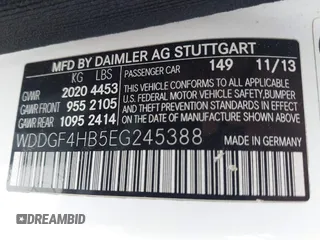 MFD BY DAIMLER AG STUTTGART
KG LBS
PASSENGER CAR 149 11/13
GVWR 2020 4453
GAWR FRONT 955 2105
GAWR REAR 1095 2414
THIS VEHICLE CONFORMS TO ALL APPLICABLE
U.S. FEDERAL MOTOR VEHICLE
SAFETY, BUMPER, AND
THEFT PREVENTION STANDARDS
IN EFFECT ON THE DATE OF
MANUFACTURE SHOWN ABOVE
WDDGF4HB5EG245388
MADE IN GERMANY
DEALER RATER